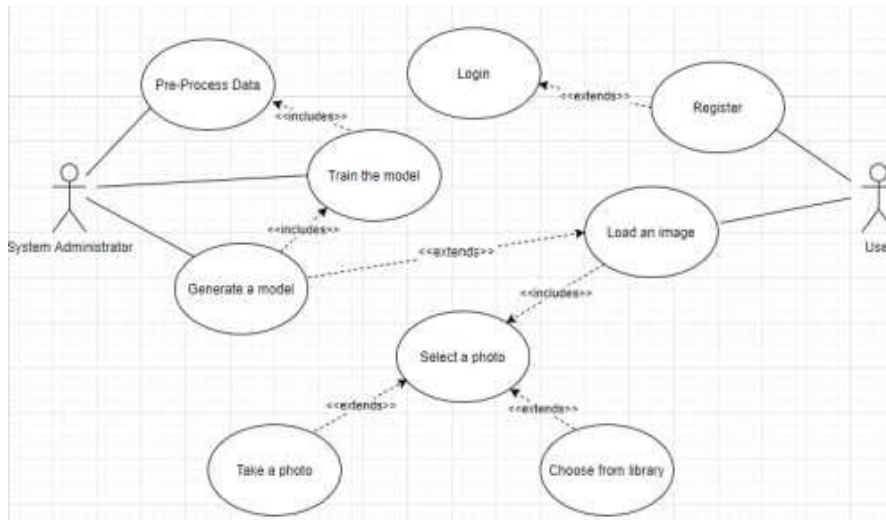 Login
Pre-Process Data
<<extends>>
Register
<<includes>>
Train the model
<<includes>>
Load an image
System Administrator
<<extends>>
Use
Generate a model
<<includes>>
Select a photo
<<extends>>
<<extends>>
Take a photo
Choose from library